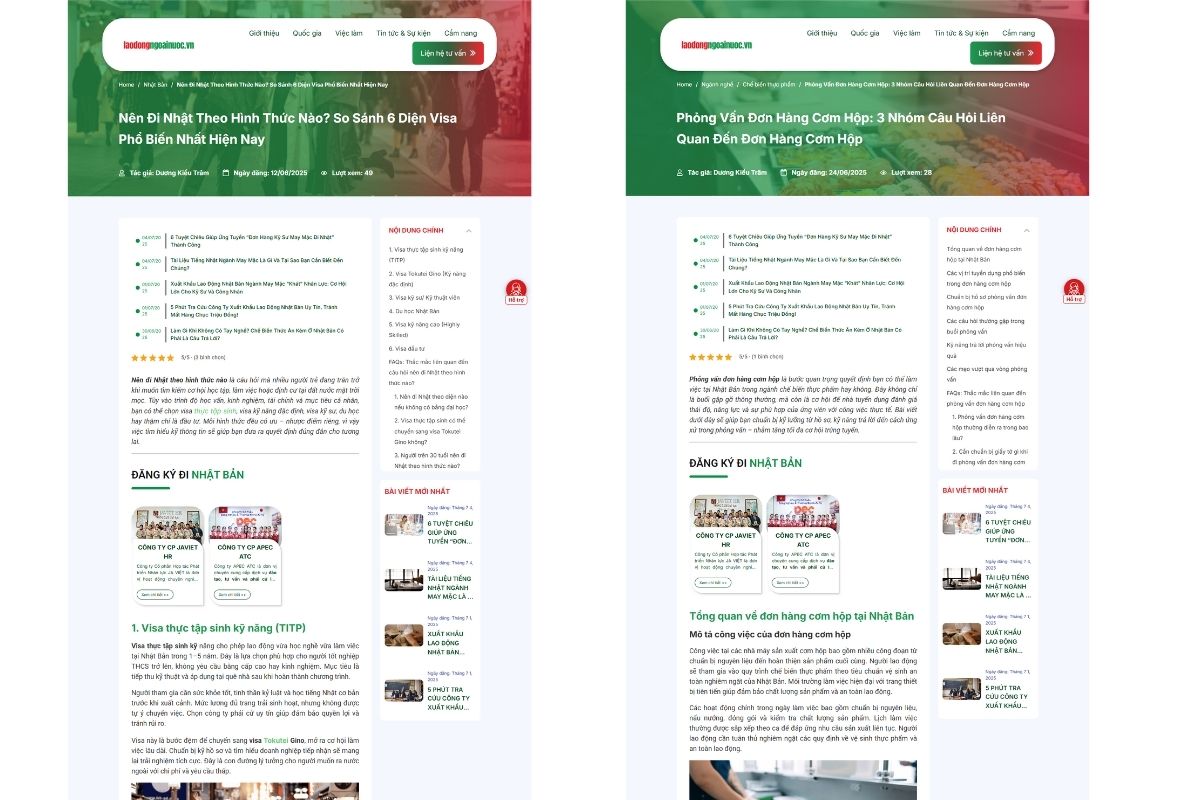 Giới thiệu Quốc gia Việc làm Tin tức & Sự kiện Cẩm nang
laodongngoainuoc.vn
Liên hệ tư vấn
Home / Nhật Bản / Nên Đi Nhật Theo Hình Thức Nào? So Sánh 6 Diện Visa Phổ Biến Nhất Hiện Nay
Nên Đi Nhật Theo Hình Thức Nào? So Sánh 6 Diện Visa
Phổ Biến Nhất Hiện Nay
Tác giả: Dương Kiều Trâm Ngày đăng: 12/06/2025 Lượt xem: 49
04/07/20
25
6 Tuyệt Chiêu Giúp Ứng Tuyển "Đơn Hàng Kỹ Sư May Mặc Đi Nhật"
Thành Công
04/07/20
25
Tài Liệu Tiếng Nhật Ngành May Mặc Là Gì Và Tại Sao Bạn Cần Biết Đến
Chúng?
01/07/20
25
Xuất Khẩu Lao Động Nhật Bản Ngành May Mặc "Khát" Nhân Lực: Cơ Hội
Lớn Cho Kỹ Sư Và Công Nhân
01/07/20
25
5 Phút Tra Cứu Công Ty Xuất Khẩu Lao Động Nhật Bản Uy Tín, Tránh
Mất Hàng Chục Triệu Đồng!
30/06/20
25
Làm Gì Khi Không Có Tay Nghề? Chế Biến Thức Ăn Kèm Ở Nhật Bản Có
Phải Là Câu Trả Lời?
5/5 - (3 bình chọn)
Nên đi Nhật theo hình thức nào là câu hỏi mà nhiều người trẻ đang trăn trở
khi muốn tìm kiếm cơ hội học tập, làm việc hoặc định cư tại đất nước mặt trời
mọc. Tùy vào trình độ học vấn, kinh nghiệm, tài chính và mục tiêu cá nhân,
bạn có thể chọn visa thực tập sinh, visa kỹ năng đặc định, visa kỹ sư, du học
hay thậm chí là đầu tư. Mỗi hình thức đều có ưu – nhược điểm riêng, vì vậy
việc tìm hiểu kỹ thông tin sẽ giúp bạn đưa ra quyết định đúng đắn cho tương
lai.
ĐĂNG KÝ ĐI NHẬT BẢN
CÔNG TY CP JAVIET
HR
Công ty Cổ phần Hợp tác Phát
triển Nhân lực JA VIET là đơn
vị hoạt động chuyên nghi...
Xem chi tiết >>
CÔNG TY CP APEC
ATC
Công ty APEC ATC là đơn vị
chuyên cung cấp dịch vụ đào
tạo, tư vấn và phái cử l...
Xem chi tiết >>
1. Visa thực tập sinh kỹ năng (TITP)
Visa thực tập sinh kỹ năng cho phép lao động vừa học nghề vừa làm việc
tại Nhật Bản trong 1–5 năm. Đây là lựa chọn phù hợp cho người tốt nghiệp
THCS trở lên, không yêu cầu bằng cấp cao hay kinh nghiệm. Mục tiêu là
tiếp thu kỹ thuật và áp dụng tại quê nhà sau khi hoàn thành chương trình.
Người tham gia cần sức khỏe tốt, tinh thần kỷ luật và học tiếng Nhật cơ bản
trước khi xuất cảnh. Mức lương đủ trang trải sinh hoạt, nhưng không được
tự ý chuyển việc. Chọn công ty phái cử uy tín giúp đảm bảo quyền lợi và
tránh rủi ro.
Visa này là bước đệm để chuyển sang visa Tokutei Gino, mở ra cơ hội làm
việc lâu dài. Chuẩn bị kỹ hồ sơ và tìm hiểu doanh nghiệp tiếp nhận sẽ mang
lại trải nghiệm tích cực. Đây là con đường lý tưởng cho người muốn ra nước
ngoài với chi phí và yêu cầu thấp.
NỘI DUNG CHÍNH
1. Visa thực tập sinh kỹ năng
(TITP)
2. Visa Tokutei Gino (Kỹ năng
đặc định)
3. Visa kỹ sư/ Kỹ thuật viên
4. Du học Nhật Bản
5. Visa kỹ năng cao (Highly
Skilled)
6. Visa đầu tư
FAQs: Thắc mắc liên quan đến
câu hỏi nên đi Nhật theo hình
thức nào?
1. Nên đi Nhật theo diện nào
nếu không có bằng đại học?
2. Visa thực tập sinh có thể
chuyển sang visa Tokutei
Gino không?
3. Người trên 30 tuổi nên đi
Nhật theo hình thức nào?
BÀI VIẾT MỚI NHẤT
Ngày đăng: Tháng 7 4,
2025
6 TUYỆT CHIÊU
GIÚP ỨNG
TUYỂN "ĐƠN...
Ngày đăng: Tháng 7 4,
2025
TÀI LIỆU TIẾNG
NHẬT NGÀNH
MAY MẶC LÀ ...
Ngày đăng: Tháng 7 1,
2025
XUẤT KHẨU
LAO ĐỘNG
NHẬT BẢN...
Ngày đăng: Tháng 7 1,
2025
5 PHÚT TRA
CỨU CÔNG TY
XUẤT KHẨU...
Hỗ trợ
Giới thiệu Quốc gia Việc làm Tin tức & Sự kiện Cẩm nang
laodongngoainuoc.vn
Liên hệ tư vấn
Home / Ngành nghề / Chế biến thực phẩm / Phỏng Vấn Đơn Hàng Cơm Hộp: 3 Nhóm Câu Hỏi Liên Quan Đến Đơn Hàng Cơm Hộp
Phỏng Vấn Đơn Hàng Cơm Hộp: 3 Nhóm Câu Hỏi Liên
Quan Đến Đơn Hàng Cơm Hộp
Tác giả: Dương Kiều Trâm Ngày đăng: 24/06/2025 Lượt xem: 28
04/07/20
25
6 Tuyệt Chiêu Giúp Ứng Tuyển "Đơn Hàng Kỹ Sư May Mặc Đi Nhật"
Thành Công
04/07/20
25
Tài Liệu Tiếng Nhật Ngành May Mặc Là Gì Và Tại Sao Bạn Cần Biết Đến
Chúng?
01/07/20
25
Xuất Khẩu Lao Động Nhật Bản Ngành May Mặc "Khát" Nhân Lực: Cơ Hội
Lớn Cho Kỹ Sư Và Công Nhân
01/07/20
25
5 Phút Tra Cứu Công Ty Xuất Khẩu Lao Động Nhật Bản Uy Tín, Tránh
Mất Hàng Chục Triệu Đồng!
30/06/20
25
Làm Gì Khi Không Có Tay Nghề? Chế Biến Thức Ăn Kèm Ở Nhật Bản Có
Phải Là Câu Trả Lời?
5/5 - (3 bình chọn)
Phỏng vấn đơn hàng cơm hộp là bước quan trọng quyết định bạn có thể làm
việc tại Nhật Bản trong ngành chế biến thực phẩm hay không. Đây không chỉ
là buổi gặp gỡ thông thường, mà còn là cơ hội để nhà tuyển dụng đánh giá
thái độ, năng lực và sự phù hợp của ứng viên với công việc thực tế. Bài viết
dưới đây sẽ giúp bạn chuẩn bị kỹ lưỡng từ hồ sơ, kỹ năng trả lời đến cách ứng
xử trong phỏng vấn – nhằm tăng tối đa cơ hội trúng tuyển.
ĐĂNG KÝ ĐI NHẬT BẢN
CÔNG TY CP JAVIET
HR
Công ty Cổ phần Hợp tác Phát
triển Nhân lực JA VIET là đơn
vị hoạt động chuyên nghi...
Xem chi tiết >>
CÔNG TY CP APEC
ATC
Công ty APEC ATC là đơn vị
chuyên cung cấp dịch vụ đào
tạo, tư vấn và phái cử l...
Xem chi tiết >>
Tổng quan về đơn hàng cơm hộp tại Nhật Bản
Mô tả công việc của đơn hàng cơm hộp
Công việc tại các nhà máy sản xuất cơm hộp bao gồm nhiều công đoạn từ
chuẩn bị nguyên liệu đến hoàn thiện sản phẩm cuối cùng. Người lao động
sẽ tham gia vào quy trình chế biến thực phẩm theo tiêu chuẩn vệ sinh an
toàn nghiêm ngặt của Nhật Bản. Môi trường làm việc hiện đại với trang thiết
bị tiên tiến giúp đảm bảo chất lượng sản phẩm và an toàn lao động.
Các hoạt động chính trong ngày làm việc bao gồm chuẩn bị nguyên liệu,
nấu nướng, đóng gói và kiểm tra chất lượng sản phẩm. Lịch làm việc
thường được sắp xếp theo ca để đáp ứng nhu cầu sản xuất liên tục. Người
lao động cần tuân thủ nghiêm ngặt các quy định về vệ sinh thực phẩm và
an toàn lao động.
NỘI DUNG CHÍNH
Tổng quan về đơn hàng cơm
hộp tại Nhật Bản
Các vị trí tuyển dụng phổ biến
trong đơn hàng cơm hộp
Chuẩn bị hồ sơ phỏng vấn đơn
hàng cơm hộp
Các câu hỏi thường gặp trong
buổi phỏng vấn
Kỹ năng trả lời phỏng vấn hiệu
quả
Các mẹo vượt qua vòng phỏng
vấn
FAQs: Thắc mắc liên quan đến
phỏng vấn đơn hàng cơm hộp
1. Phỏng vấn đơn hàng cơm
hộp thường diễn ra trong bao
lâu?
2. Cần chuẩn bị giấy tờ gì khi
đi phỏng vấn đơn hàng cơm
BÀI VIẾT MỚI NHẤT
Ngày đăng: Tháng 7 4,
2025
6 TUYỆT CHIÊU
GIÚP ỨNG
TUYỂN "ĐƠN...
Ngày đăng: Tháng 7 4,
2025
TÀI LIỆU TIẾNG
NHẬT NGÀNH
MAY MẶC LÀ ...
Ngày đăng: Tháng 7 1,
2025
XUẤT KHẨU
LAO ĐỘNG
NHẬT BẢN...
Ngày đăng: Tháng 7 1,
2025
5 PHÚT TRA
CỨU CÔNG TY
XUẤT KHẨU...
Hỗ trợ